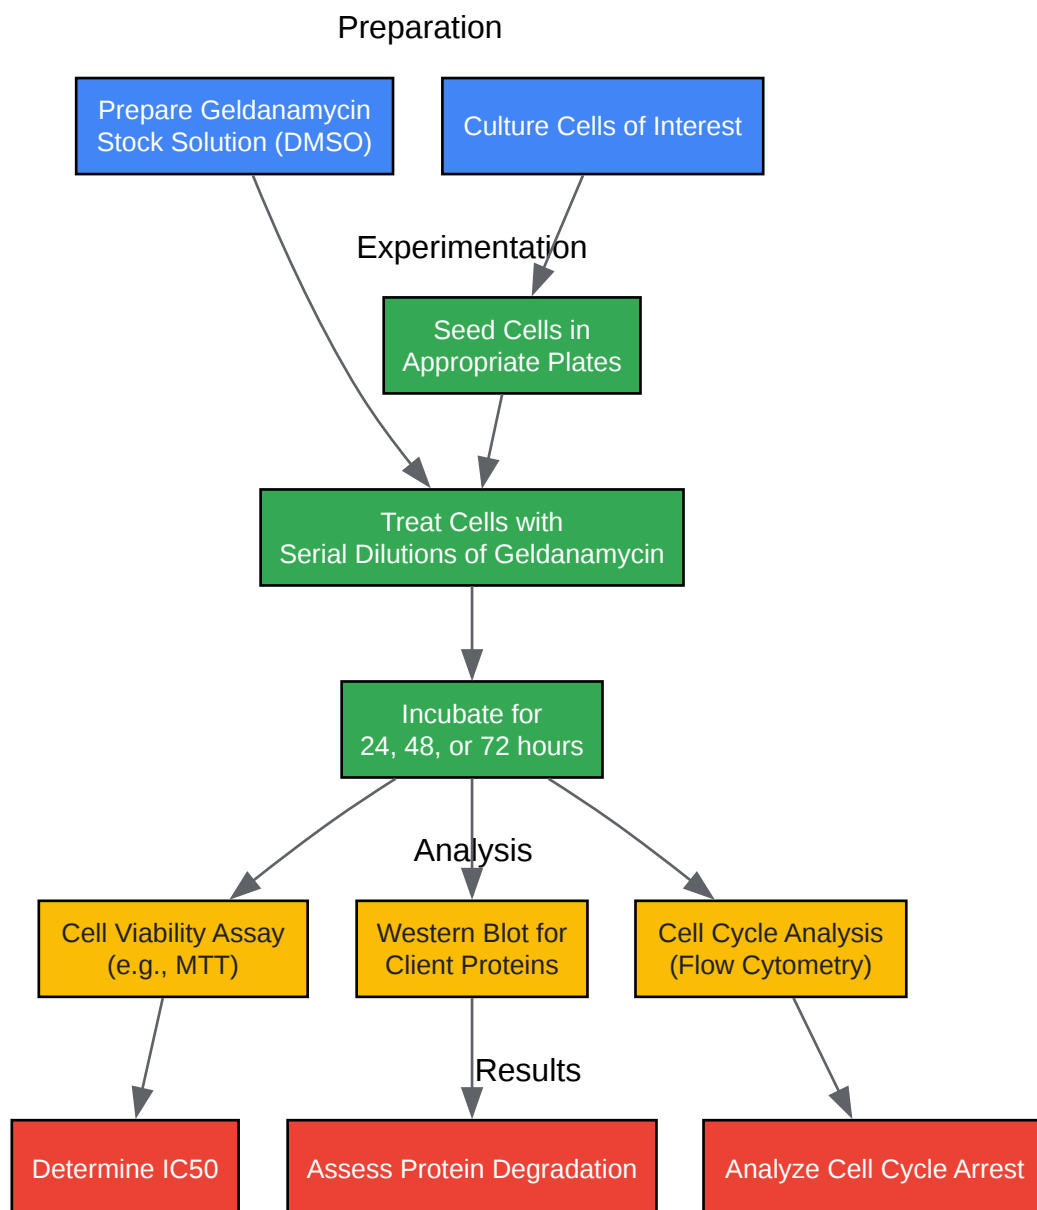 Preparation
Prepare Geldanamycin
Stock Solution (DMSO)
Culture Cells of Interest
Experimentation
Seed Cells in
Appropriate Plates
Treat Cells with
Serial Dilutions of Geldanamycin
Incubate for
24, 48, or 72 hours
Analysis
Cell Viability Assay
(e.g., MTT)
Western Blot for
Client Proteins
Cell Cycle Analysis
(Flow Cytometry)
Results
Determine IC50
Assess Protein Degradation
Analyze Cell Cycle Arrest